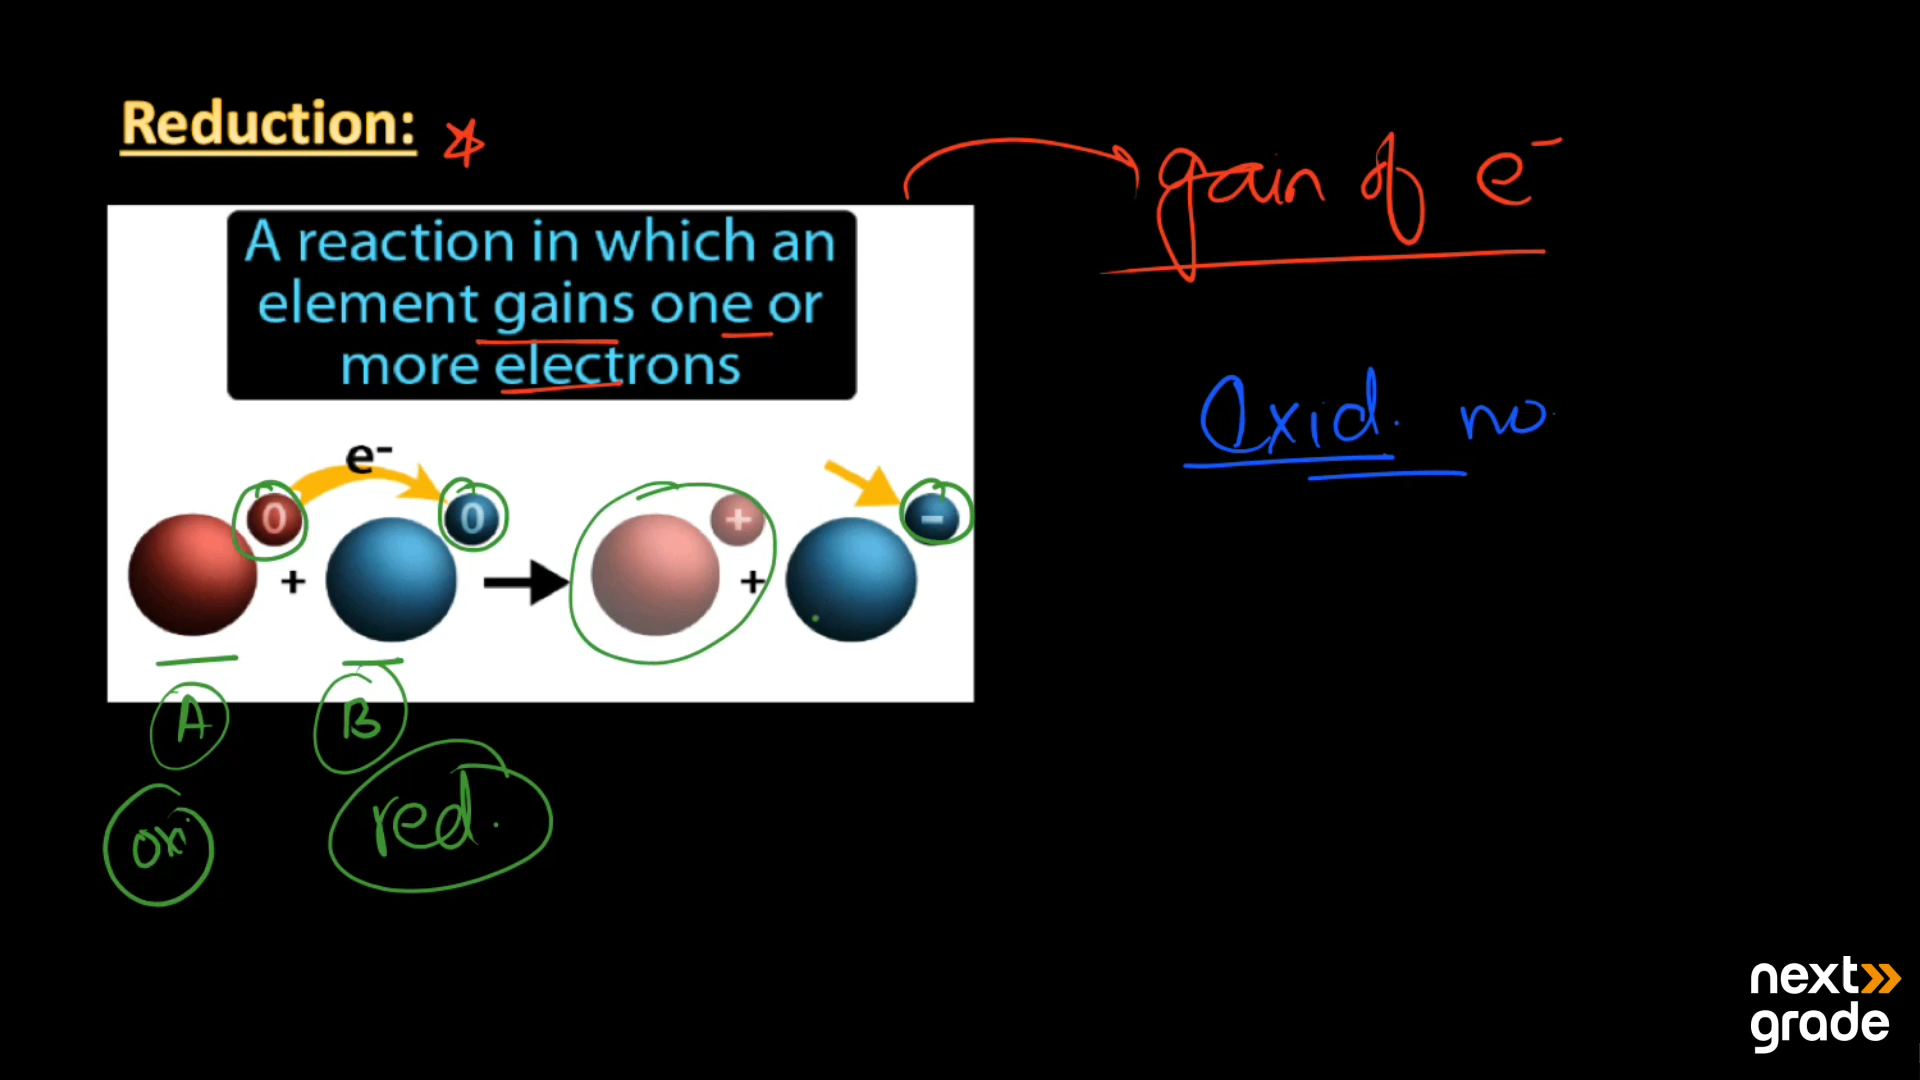 Reduction:
gain of e⁻
A reaction in which an
element gains one or
more electrons
Oxid. no.
e⁻
0 0 + −
+ + 
A B
oxi red.
next
grade